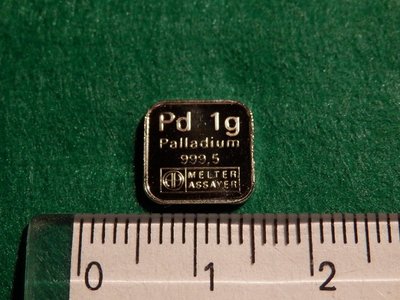 Pd 1g
Palladium
999,5
MELTER
ASSAYER
0 1 2